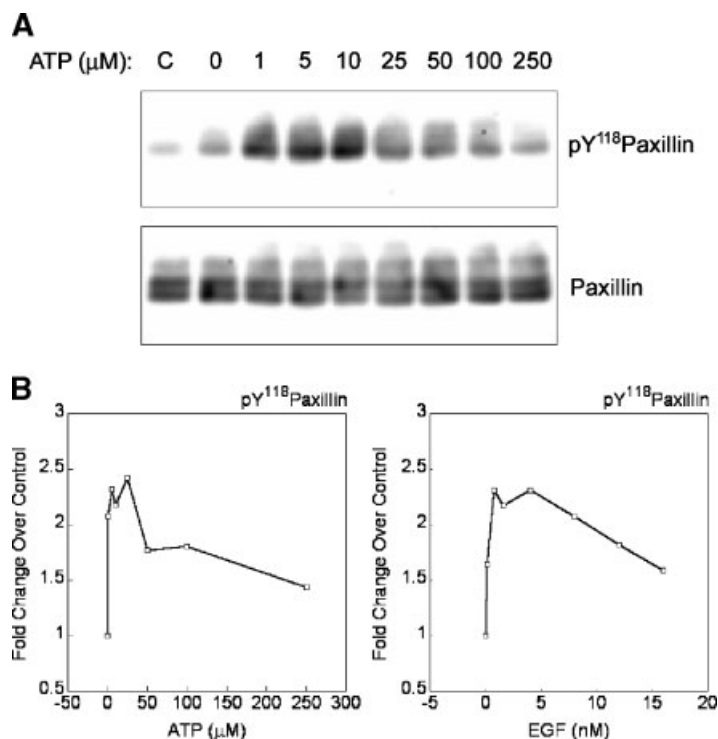 A
ATP (μM): C 0 1 5 10 25 50 100 250
pY¹¹⁸Paxillin
Paxillin
B
pY¹¹⁸Paxillin
Fold Change Over Control
3
2.5
2
1.5
1
0.5
-50 0 50 100 150 200 250 300
ATP (μM)
pY¹¹⁸Paxillin
Fold Change Over Control
3
2.5
2
1.5
1
0.5
-5 0 5 10 15 20
EGF (nM)